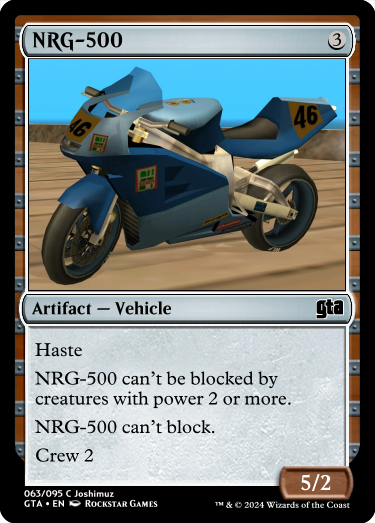 NRG-500
3
46
46
Artifact — Vehicle
gta
Haste
NRG-500 can't be blocked by
creatures with power 2 or more.
NRG-500 can't block.
Crew 2
5/2
063/095 C Joshimuz
GTA • EN Rockstar Games
™ & © 2024 Wizards of the Coast